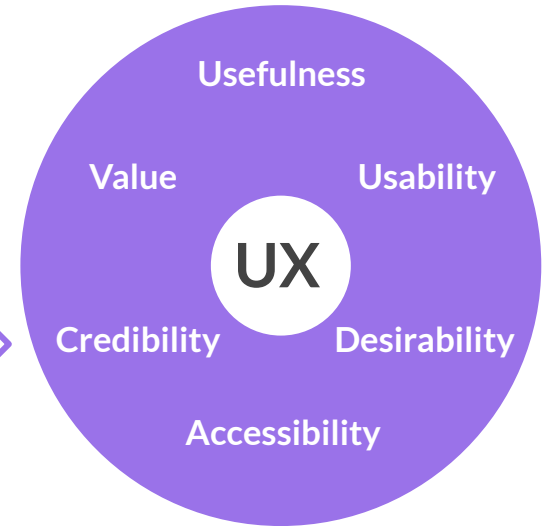 Usefulness
Value
Usability
UX
Credibility
Desirability
Accessibility